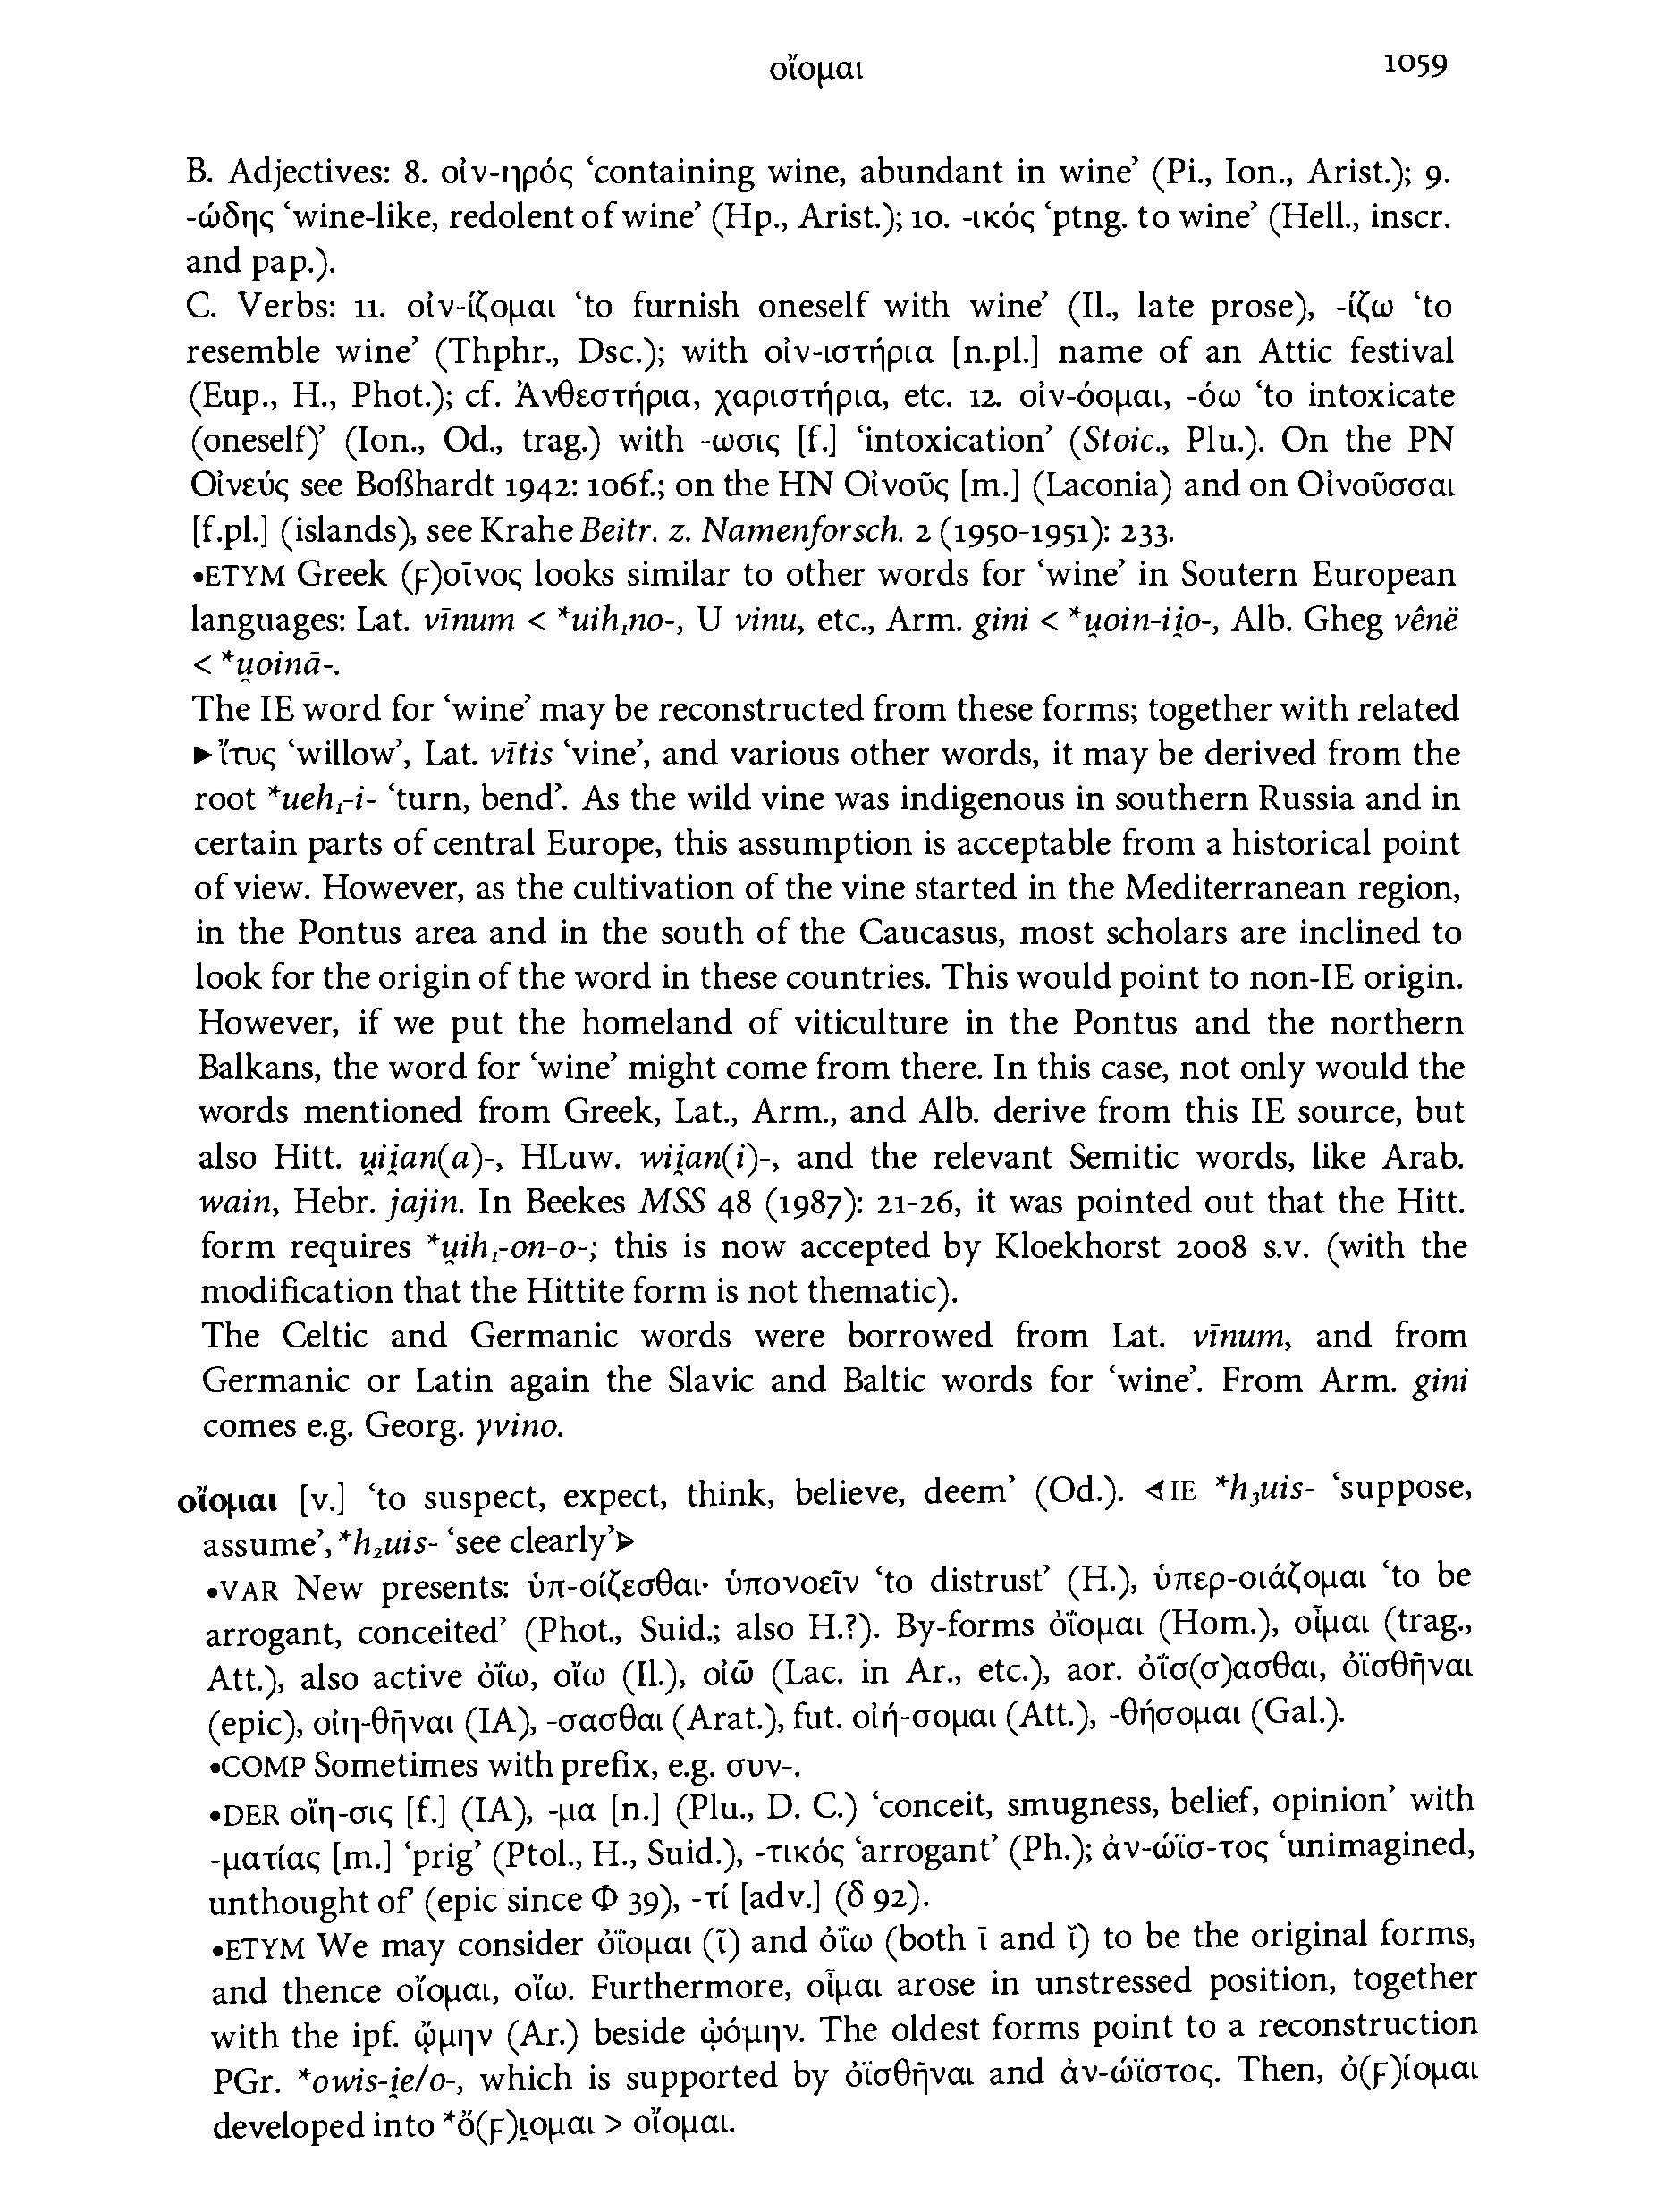 οἴομαι 1059
B. Adjectives: 8. οἰν-ηρός ‘containing wine, abundant in wine’ (Pi., Ion., Arist.); 9.
-ώδης ‘wine-like, redolent of wine’ (Hp., Arist.); 10. -ικός ‘ptng. to wine’ (Hell., inscr.
and pap.).
C. Verbs: 11. οἰν-ίζομαι ‘to furnish oneself with wine’ (Il., late prose), -ίζω ‘to
resemble wine’ (Thphr., Dsc.); with οἰν-ιστήρια [n.pl.] name of an Attic festival
(Eup., H., Phot.); cf. Ἀνθεστήρια, χαριστήρια, etc. 12. οἰν-όομαι, -όω ‘to intoxicate
(oneself)’ (Ion., Od., trag.) with -ωσις [f.] ‘intoxication’ (Stoic., Plu.). On the PN
Οἰνεύς see Boßhardt 1942: 106f.; on the HN Οἰνοῦς [m.] (Laconia) and on Οἰνοῦσσαι
[f.pl.] (islands), see Krahe Beitr. z. Namenforsch. 2 (1950-1951): 233.
•ETYM Greek (ϝ)οῖνος looks similar to other words for ‘wine’ in Soutern European
languages: Lat. vīnum < *uih₁no-, U vinu, etc., Arm. gini < *u̯oin-ii̯o-, Alb. Gheg vênë
< *u̯oinā-.
The IE word for ‘wine’ may be reconstructed from these forms; together with related
►ἴτυς ‘willow’, Lat. vītis ‘vine’, and various other words, it may be derived from the
root *ueh₁-i- ‘turn, bend’. As the wild vine was indigenous in southern Russia and in
certain parts of central Europe, this assumption is acceptable from a historical point
of view. However, as the cultivation of the vine started in the Mediterranean region,
in the Pontus area and in the south of the Caucasus, most scholars are inclined to
look for the origin of the word in these countries. This would point to non-IE origin.
However, if we put the homeland of viticulture in the Pontus and the northern
Balkans, the word for ‘wine’ might come from there. In this case, not only would the
words mentioned from Greek, Lat., Arm., and Alb. derive from this IE source, but
also Hitt. u̯ii̯an(a)-, HLuw. wii̯an(i)-, and the relevant Semitic words, like Arab.
wain, Hebr. jajin. In Beekes MSS 48 (1987): 21-26, it was pointed out that the Hitt.
form requires *u̯ih₁-on-o-; this is now accepted by Kloekhorst 2008 s.v. (with the
modification that the Hittite form is not thematic).
The Celtic and Germanic words were borrowed from Lat. vīnum, and from
Germanic or Latin again the Slavic and Baltic words for ‘wine’. From Arm. gini
comes e.g. Georg. γvino.
οἴομαι [v.] ‘to suspect, expect, think, believe, deem’ (Od.). ⊲IE *h₃uis- ‘suppose,
assume’, *h₂uis- ‘see clearly’⊳
•VAR New presents: ὑπ-οίζεσθαι· ὑπονοεῖν ‘to distrust’ (H.), ὑπερ-οιάζομαι ‘to be
arrogant, conceited’ (Phot., Suid.; also H.?). By-forms ὀΐομαι (Hom.), οἶμαι (trag.,
Att.), also active ὀΐω, οἴω (Il.), οἰῶ (Lac. in Ar., etc.), aor. ὀΐσ(σ)ασθαι, ὀϊσθῆναι
(epic), οἰη-θῆναι (IA), -σασθαι (Arat.), fut. οἰή-σομαι (Att.), -θήσομαι (Gal.).
•COMP Sometimes with prefix, e.g. συν-.
•DER οἴη-σις [f.] (IA), -μα [n.] (Plu., D. C.) ‘conceit, smugness, belief, opinion’ with
-ματίας [m.] ‘prig’ (Ptol., H., Suid.), -τικός ‘arrogant’ (Ph.); ἀν-ώϊσ-τος ‘unimagined,
unthought of’ (epic since Φ 39), -τί [adv.] (δ 92).
•ETYM We may consider ὀΐομαι (ῑ) and ὀΐω (both ῑ and ῐ) to be the original forms,
and thence οἴομαι, οἴω. Furthermore, οἶμαι arose in unstressed position, together
with the ipf. ᾤμην (Ar.) beside ᾠόμην. The oldest forms point to a reconstruction
PGr. *owis-i̯e/o-, which is supported by ὀϊσθῆναι and ἀν-ώϊστος. Then, ὀ(ϝ)ίομαι
developed into *ὄ(ϝ)ι̯ομαι > οἴομαι.